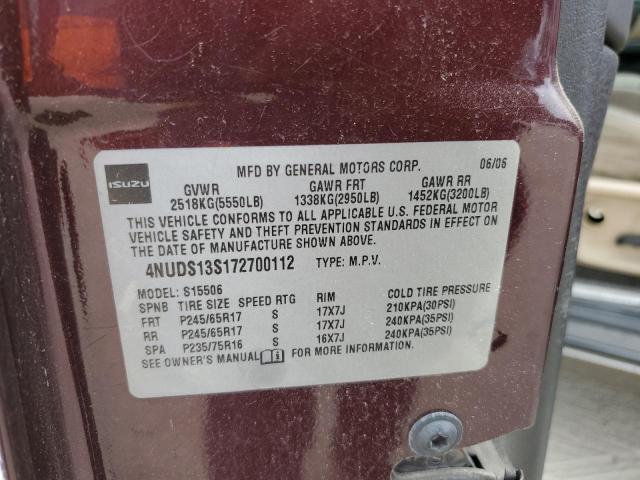 MFD BY GENERAL MOTORS CORP. 06/06
ISUZU
GVWR GAWR FRT GAWR RR
2518KG(5550LB) 1338KG(2950LB) 1452KG(3200LB)
THIS VEHICLE CONFORMS TO ALL APPLICABLE U.S. FEDERAL MOTOR
VEHICLE SAFETY AND THEFT PREVENTION STANDARDS IN EFFECT ON
THE DATE OF MANUFACTURE SHOWN ABOVE.
4NUDS13S172700112 TYPE: M.P.V.
MODEL: S15506
SPNB TIRE SIZE SPEED RTG RIM COLD TIRE PRESSURE
FRT P245/65R17 S 17X7J 210KPA(30PSI)
RR P245/65R17 S 17X7J 240KPA(35PSI)
SPA P235/75R16 S 16X7J 240KPA(35PSI)
SEE OWNER'S MANUAL FOR MORE INFORMATION.